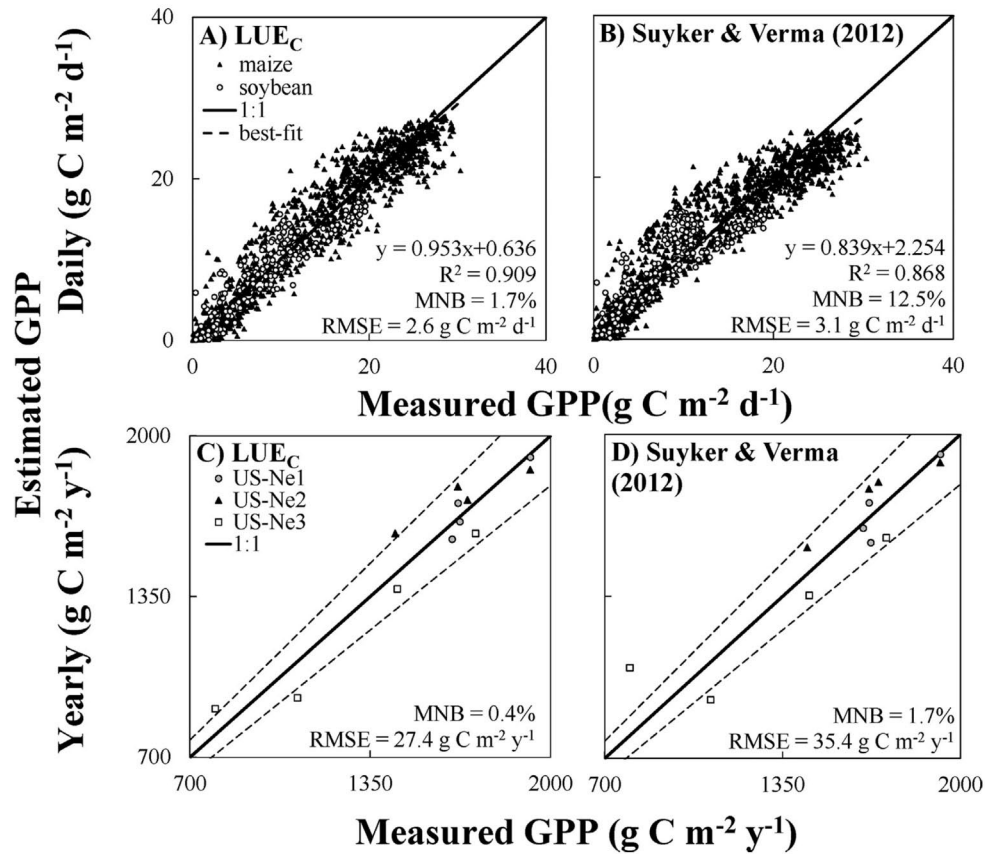 Estimated GPP
Daily (g C m⁻² d⁻¹)
A) LUE_C
maize
soybean
1:1
best-fit
40
20
0
y = 0.953x+0.636
R² = 0.909
MNB = 1.7%
RMSE = 2.6 g C m⁻² d⁻¹
0 20 40
B) Suyker & Verma (2012)
y = 0.839x+2.254
R² = 0.868
MNB = 12.5%
RMSE = 3.1 g C m⁻² d⁻¹
0 20 40
Measured GPP(g C m⁻² d⁻¹)
Yearly (g C m⁻² y⁻¹)
2000
1350
700
C) LUE_C
US-Ne1
US-Ne2
US-Ne3
1:1
MNB = 0.4%
RMSE = 27.4 g C m⁻² y⁻¹
700 1350 2000
D) Suyker & Verma
(2012)
MNB = 1.7%
RMSE = 35.4 g C m⁻² y⁻¹
700 1350 2000
Measured GPP (g C m⁻² y⁻¹)